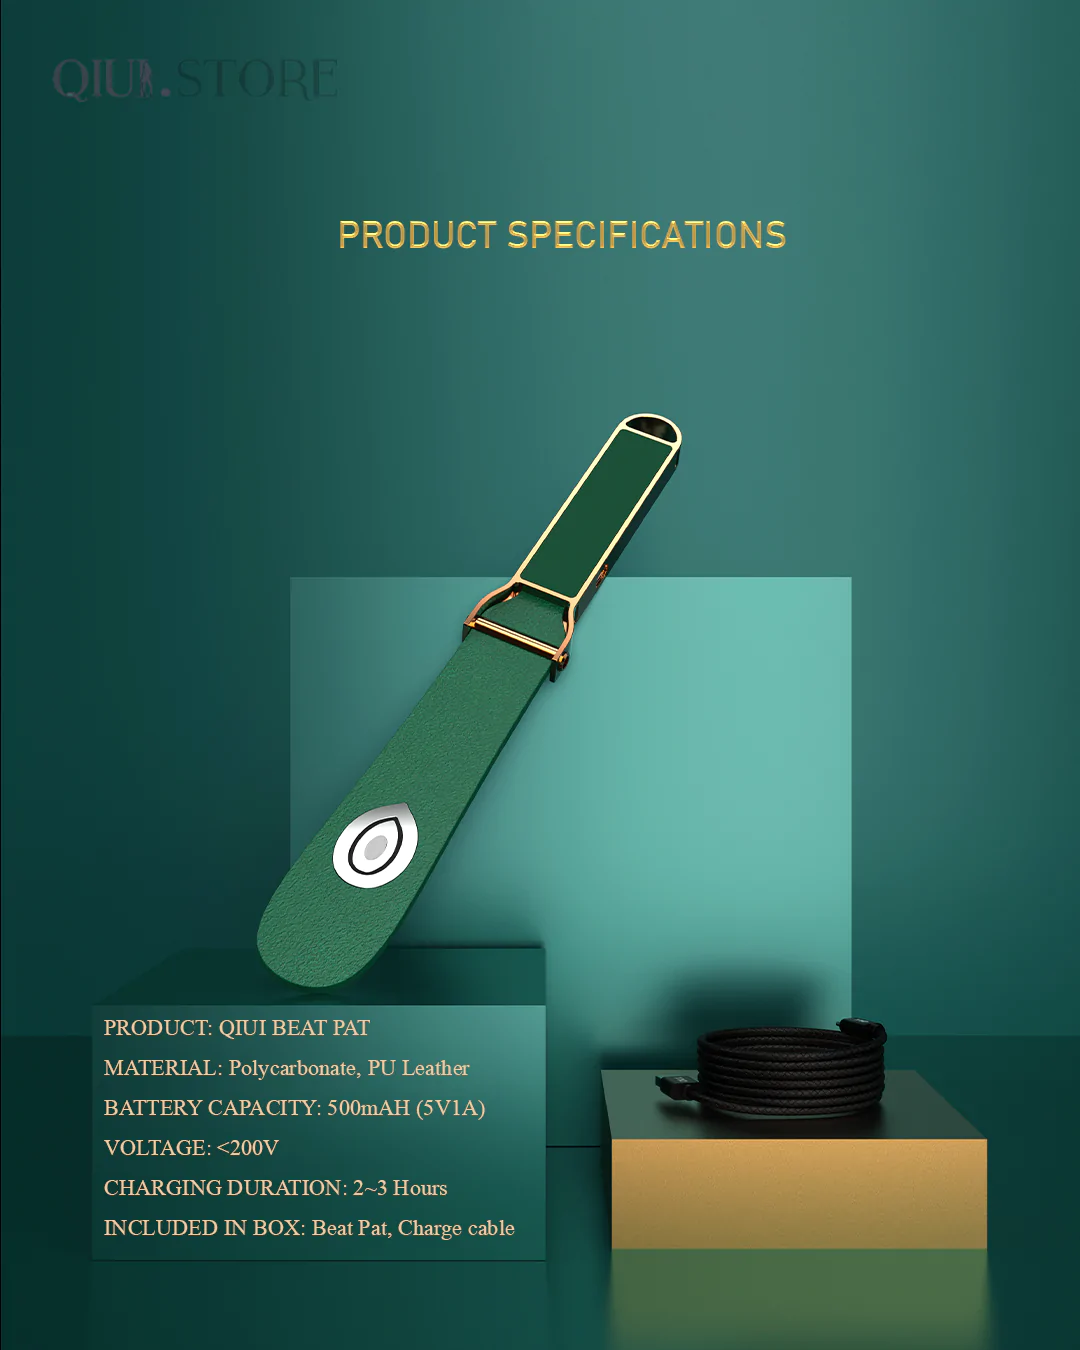 QIUI.STORE
PRODUCT SPECIFICATIONS
PRODUCT: QIUI BEAT PAT
MATERIAL: Polycarbonate, PU Leather
BATTERY CAPACITY: 500mAH (5V1A)
VOLTAGE: <200V
CHARGING DURATION: 2~3 Hours
INCLUDED IN BOX: Beat Pat, Charge cable